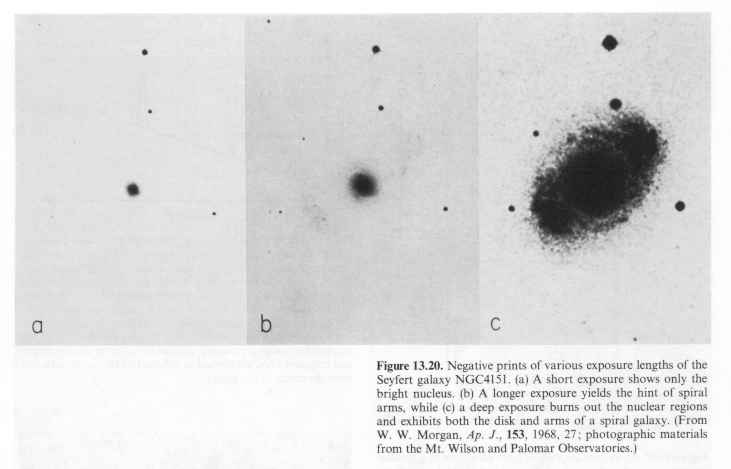 a
b
c
Figure 13.20. Negative prints of various exposure lengths of the
Seyfert galaxy NGC4151. (a) A short exposure shows only the
bright nucleus. (b) A longer exposure yields the hint of spiral
arms, while (c) a deep exposure burns out the nuclear regions
and exhibits both the disk and arms of a spiral galaxy. (From
W. W. Morgan, Ap. J., 153, 1968, 27; photographic materials
from the Mt. Wilson and Palomar Observatories.)